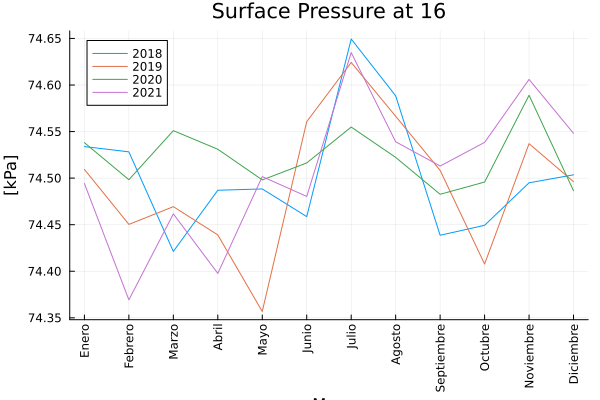 Surface Pressure at 16
74.65
74.60
74.55
74.50
74.45
74.40
74.35
[kPa]
2018
2019
2020
2021
Enero
Febrero
Marzo
Abril
Mayo
Junio
Julio
Agosto
Septiembre
Octubre
Noviembre
Diciembre